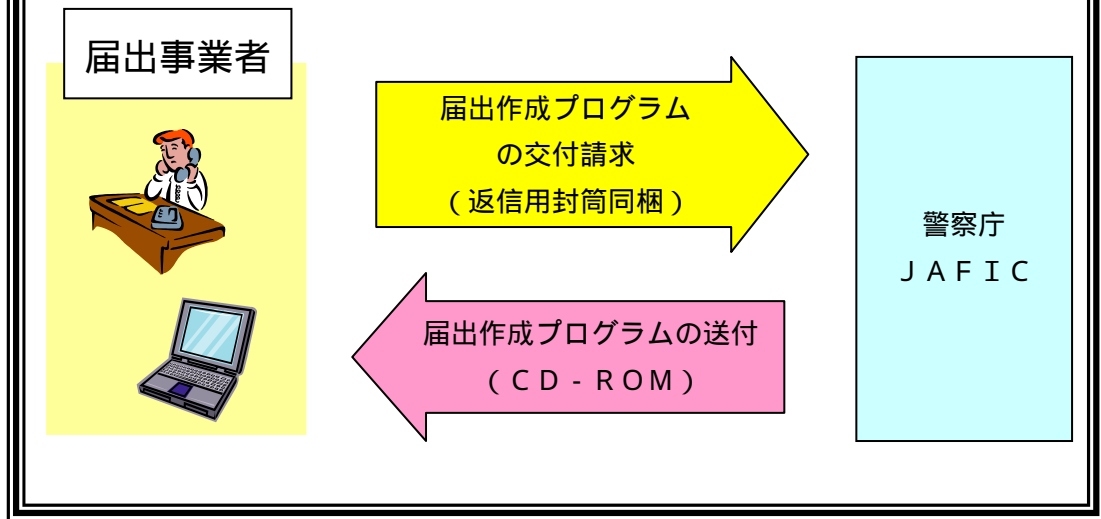 届出事業者
届出作成プログラム
の交付請求
（返信用封筒同梱）
警察庁
ＪＡＦＩＣ
届出作成プログラムの送付
（ＣＤ‐ＲＯＭ）